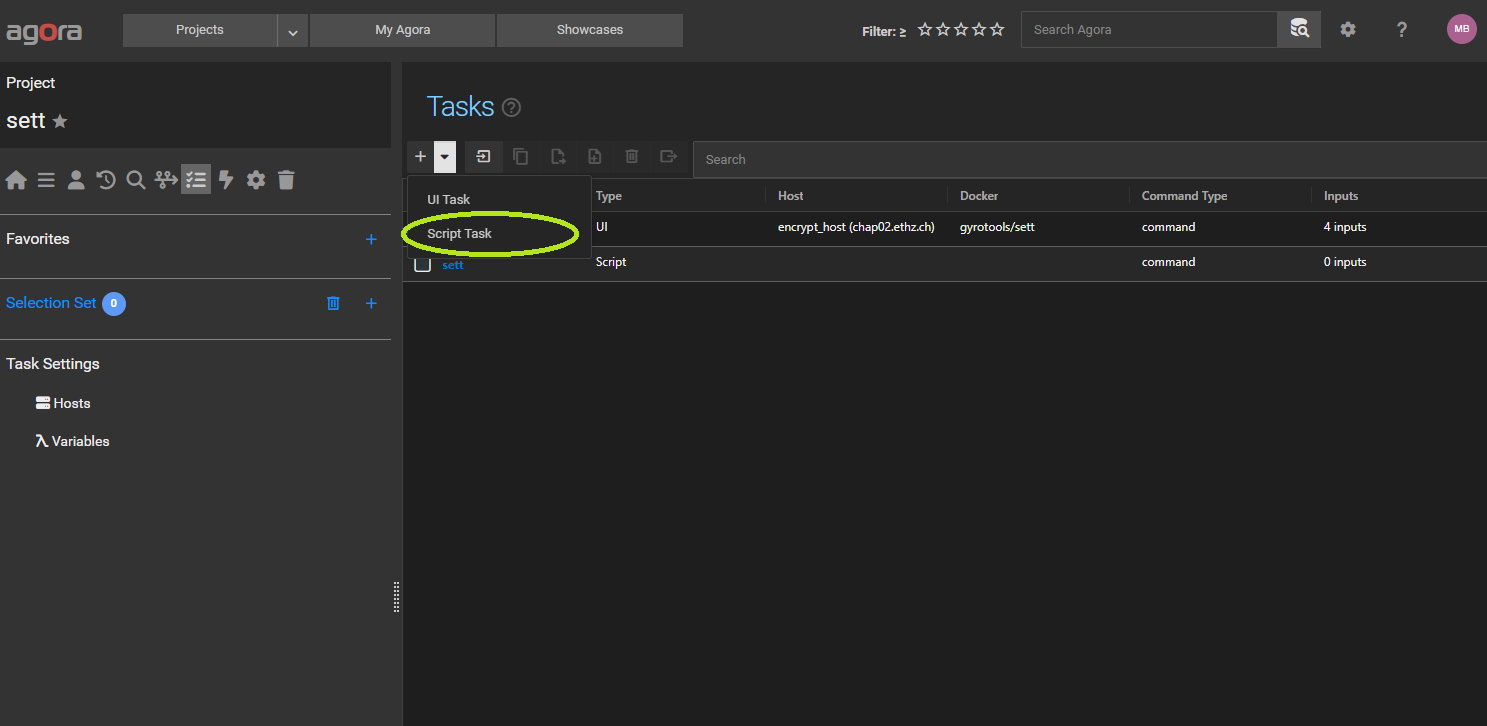 agora
Projects
My Agora
Showcases
Filter: ≥
Search Agora
?
MB
Project
sett
Favorites
Selection Set 0
Task Settings
Hosts
Variables
Tasks
Search
UI Task
Script Task
Type Host Docker Command Type Inputs
UI encrypt_host (chap02.ethz.ch) gyrotools/sett command 4 inputs
sett Script command 0 inputs